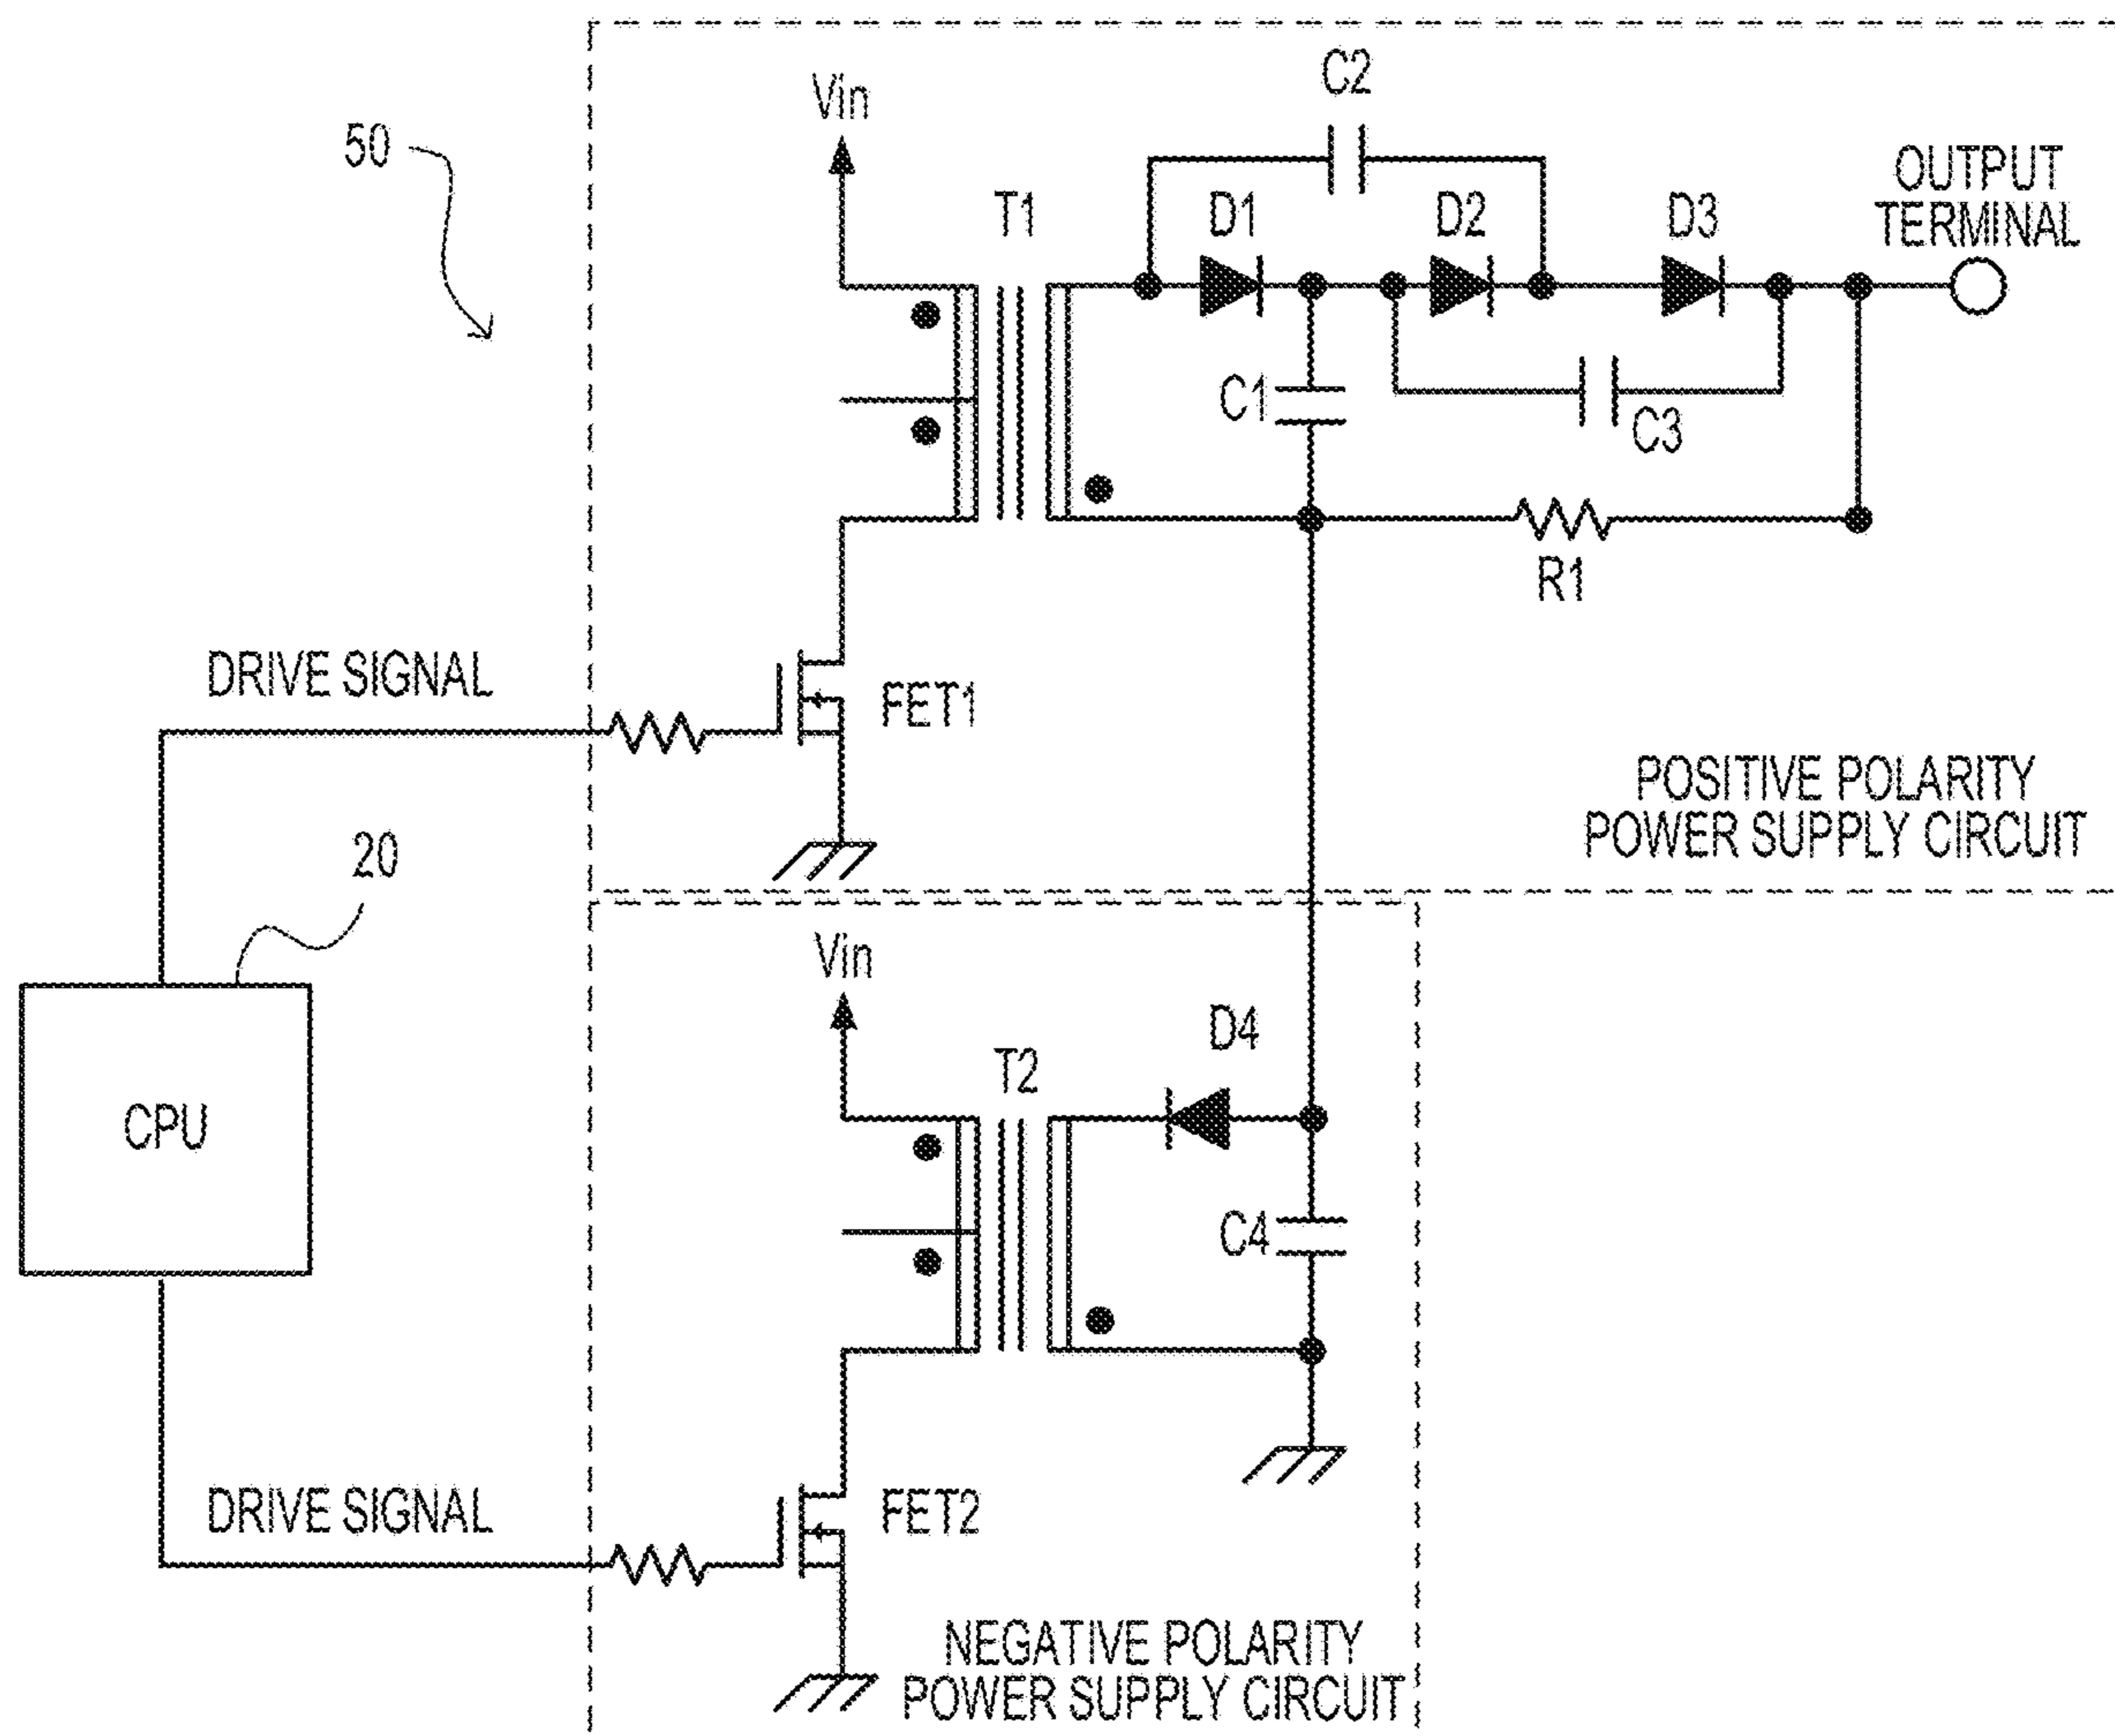 50
Vin
T1
C2
D1
D2
D3
OUTPUT
TERMINAL
C1
C3
R1
DRIVE SIGNAL
FET1
POSITIVE POLARITY
POWER SUPPLY CIRCUIT
20
CPU
Vin
T2
D4
C4
DRIVE SIGNAL
FET2
NEGATIVE POLARITY
POWER SUPPLY CIRCUIT